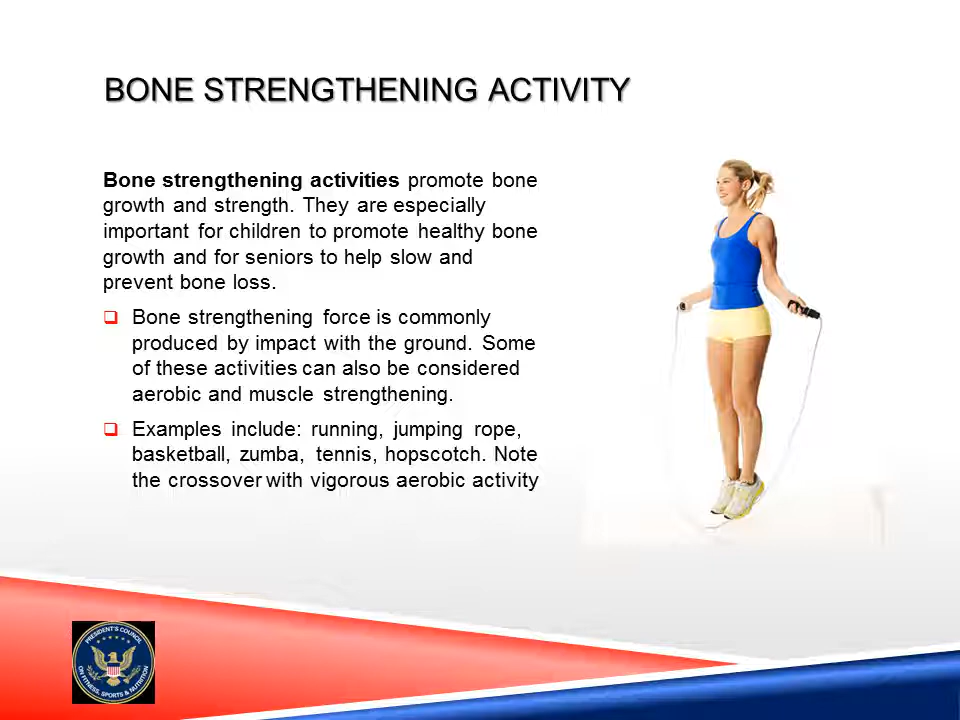 BONE STRENGTHENING ACTIVITY
Bone strengthening activities promote bone
growth and strength. They are especially
important for children to promote healthy bone
growth and for seniors to help slow and
prevent bone loss.
Bone strengthening force is commonly
produced by impact with the ground. Some
of these activities can also be considered
aerobic and muscle strengthening.
Examples include: running, jumping rope,
basketball, zumba, tennis, hopscotch. Note
the crossover with vigorous aerobic activity
PRESIDENT'S COUNCIL
ON FITNESS, SPORTS & NUTRITION